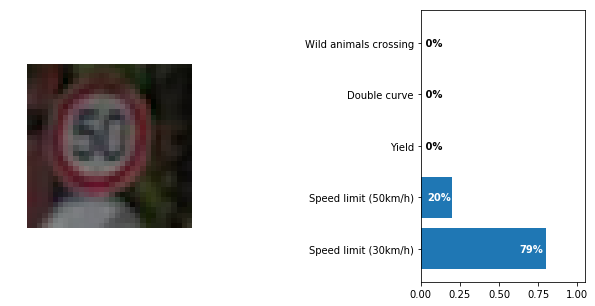 50
Wild animals crossing 0%
Double curve 0%
Yield 0%
Speed limit (50km/h) 20%
Speed limit (30km/h) 79%
0.00 0.25 0.50 0.75 1.00